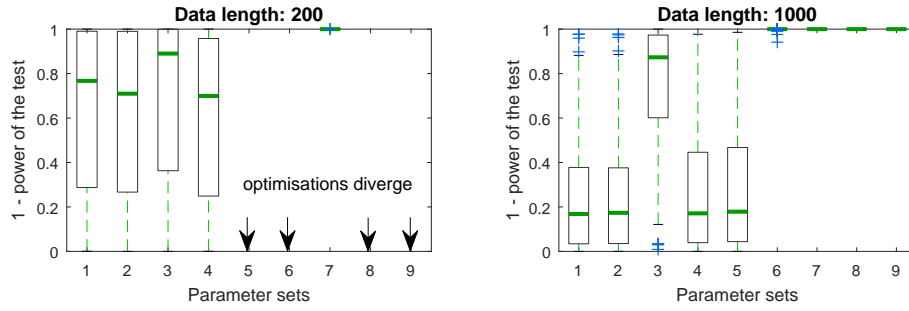 Data length: 200
1 - power of the test
1
0.8
0.6
0.4
0.2
0
optimisations diverge
1 2 3 4 5 6 7 8 9
Parameter sets
Data length: 1000
1 - power of the test
1
0.8
0.6
0.4
0.2
0
1 2 3 4 5 6 7 8 9
Parameter sets